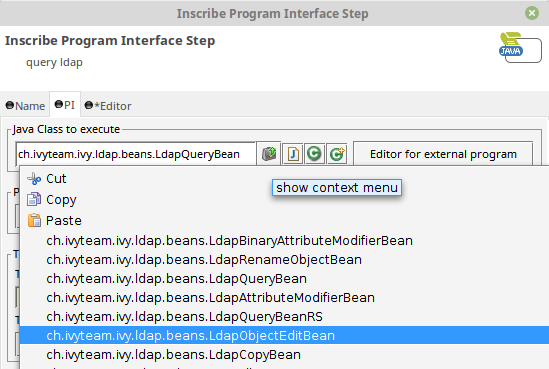 Inscribe Program Interface Step
Inscribe Program Interface Step
query ldap
JAVA
Name PI *Editor
Java Class to execute
ch.ivyteam.ivy.ldap.beans.LdapQueryBean
J C C Editor for external program
Cut
show context menu
Copy
Paste
ch.ivyteam.ivy.ldap.beans.LdapBinaryAttributeModifierBean
ch.ivyteam.ivy.ldap.beans.LdapRenameObjectBean
ch.ivyteam.ivy.ldap.beans.LdapQueryBean
ch.ivyteam.ivy.ldap.beans.LdapAttributeModifierBean
ch.ivyteam.ivy.ldap.beans.LdapQueryBeanRS
ch.ivyteam.ivy.ldap.beans.LdapObjectEditBean
ch.ivyteam.ivy.ldap.beans.LdapCopyBean